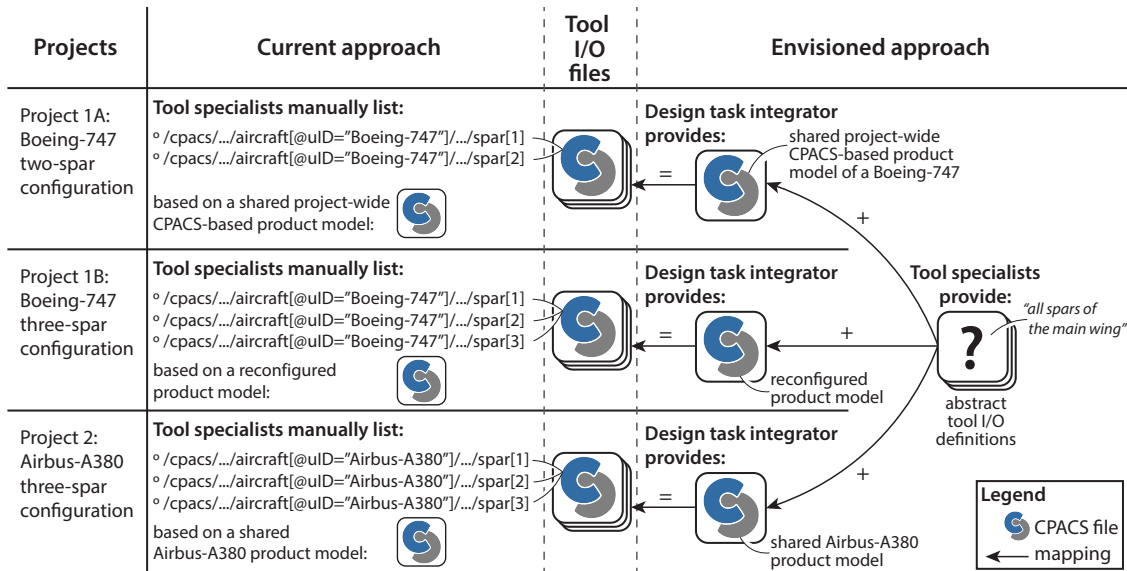 Projects
Current approach
Tool
I/O
files
Envisioned approach
Project 1A:
Boeing-747
two-spar
configuration
Tool specialists manually list:
º /cpacs/.../aircraft[@uID=”Boeing-747”]/.../spar[1]
º /cpacs/.../aircraft[@uID=”Boeing-747”]/.../spar[2]
based on a shared project-wide
CPACS-based product model:
Design task integrator
provides:
shared project-wide
CPACS-based product
model of a Boeing-747
=
+
Project 1B:
Boeing-747
three-spar
configuration
Tool specialists manually list:
º /cpacs/.../aircraft[@uID=”Boeing-747”]/.../spar[1]
º /cpacs/.../aircraft[@uID=”Boeing-747”]/.../spar[2]
º /cpacs/.../aircraft[@uID=”Boeing-747”]/.../spar[3]
based on a reconfigured
product model:
Design task integrator
provides:
=
+
reconfigured
product model
Tool specialists
provide:
“all spars of
the main wing”
?
abstract
tool I/O
definitions
Project 2:
Airbus-A380
three-spar
configuration
Tool specialists manually list:
º /cpacs/.../aircraft[@uID=”Airbus-A380”]/.../spar[1]
º /cpacs/.../aircraft[@uID=”Airbus-A380”]/.../spar[2]
º /cpacs/.../aircraft[@uID=”Airbus-A380”]/.../spar[3]
based on a shared
Airbus-A380 product model:
Design task integrator
provides:
=
+
shared Airbus-A380
product model
Legend
CPACS file
mapping